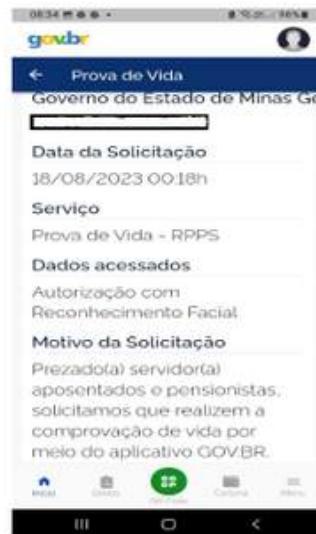 08:34
gov.br
Prova de Vida
Governo do Estado de Minas Ge
Data da Solicitação
18/08/2023 00:18h
Serviço
Prova de Vida - RPPS
Dados acessados
Autorização com
Reconhecimento Facial
Motivo da Solicitação
Prezado(a) servidor(a)
aposentados e pensionistas,
solicitamos que realizem a
comprovação de vida por
meio do aplicativo GOV.BR.
Início
Carteira
Menu